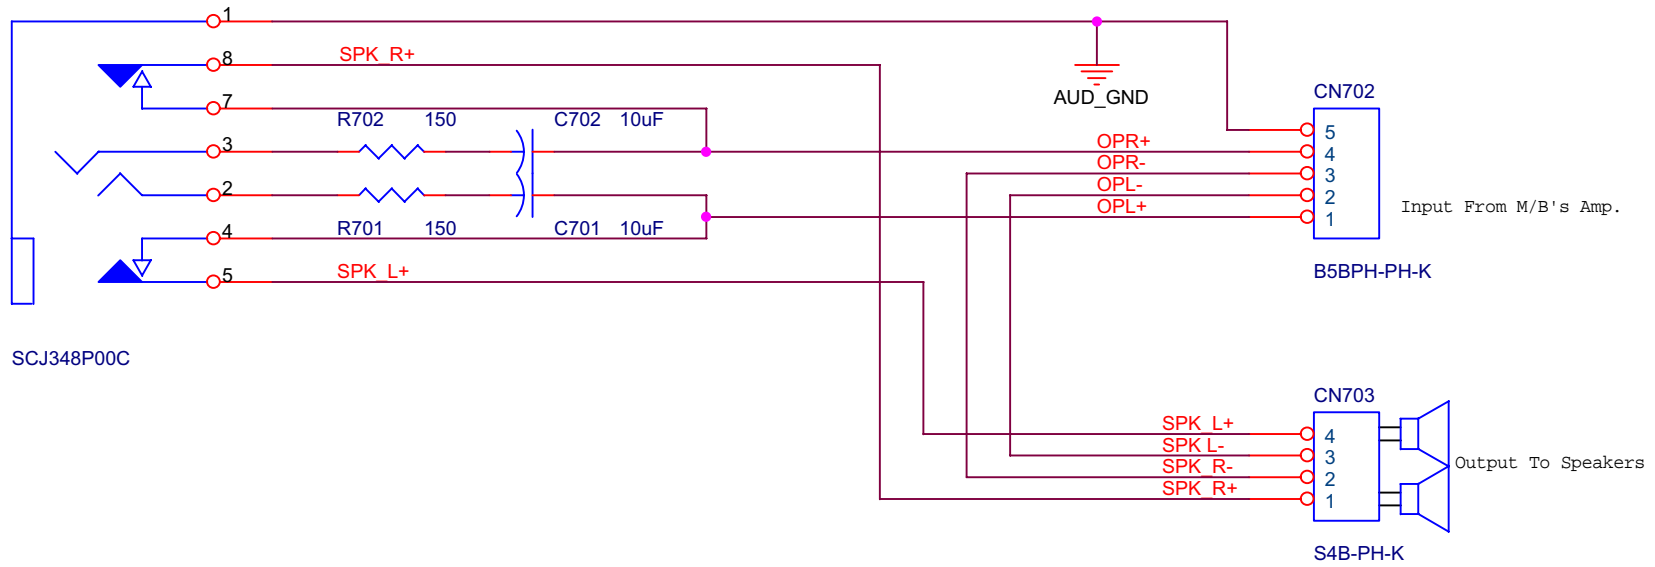 1
8 SPK_R+
AUD_GND
CN702
7
R702 150 C702 10uF
5
3
OPR+ 4
OPR- 3
2
OPL- 2
OPL+ 1
Input From M/B's Amp.
R701 150 C701 10uF
4
5 SPK_L+
B5BPH-PH-K
SCJ348P00C
CN703
SPK_L+ 4
SPK L- 3
SPK_R- 2
SPK_R+ 1
Output To Speakers
S4B-PH-K